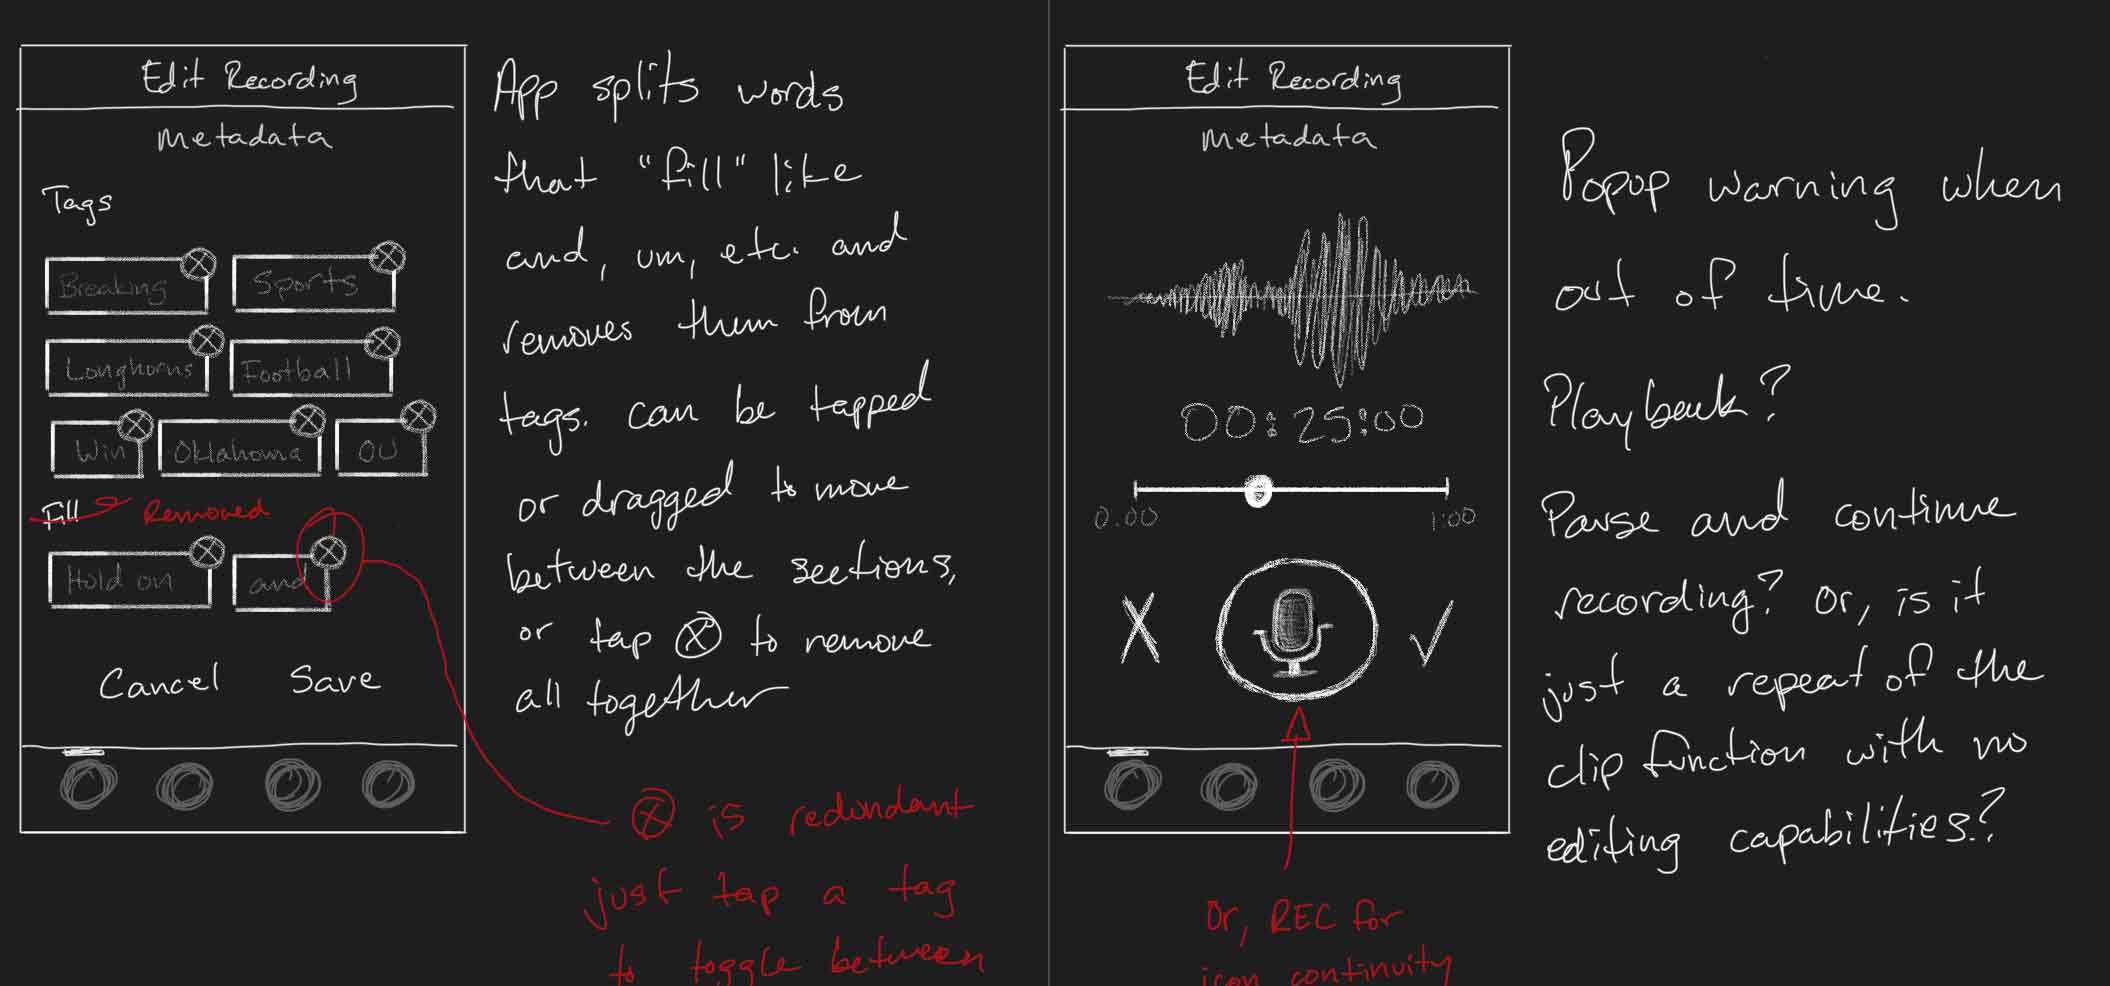 Edit Recording
Metadata
Tags
Breaking Sports
Longhorns Football
Win Oklahoma OU
Fill Removed
Hold on and
Cancel Save
App splits words
that "fill" like
and, um, etc. and
removes them from
tags. can be tapped
or dragged to move
between the sections,
or tap ⓧ to remove
all together
ⓧ is redundant
just tap a tag
to toggle between
Edit Recording
Metadata
00:25:00
0.00 1:00
X ✓
Or, REC for
icon continuity
Popup warning when
out of time.
Playback?
Pause and continue
recording? Or, is it
just a repeat of the
clip function with no
editing capabilities?